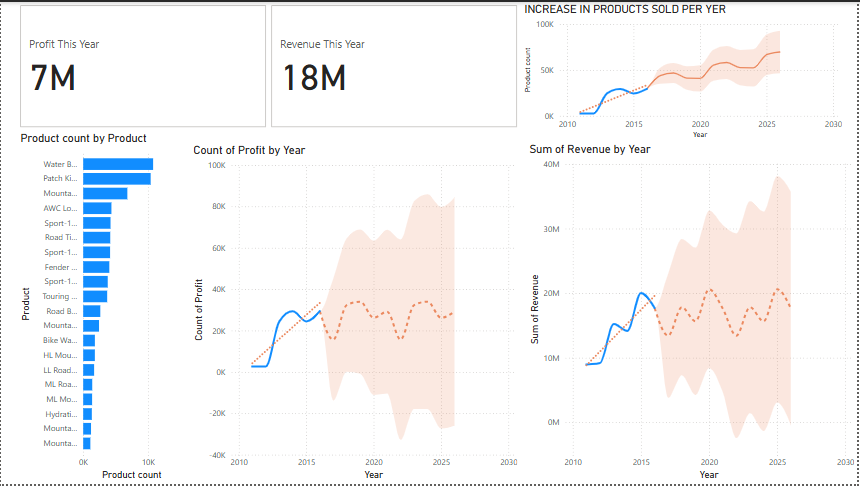 Profit This Year
7M
Revenue This Year
18M
INCREASE IN PRODUCTS SOLD PER YER
100K
50K
0K
Product count
2010
2015
2020
2025
2030
Year
Product count by Product
Water B...
Patch Ki...
Mounta...
AWC Lo...
Sport-1...
Road Ti...
Sport-1...
Fender ...
Sport-1...
Touring ...
Road B...
Mounta...
Bike Wa...
HL Mou...
LL Road...
ML Roa...
ML Mo...
Hydrati...
Mounta...
Mounta...
Product
0K
10K
Product count
Count of Profit by Year
100K
80K
60K
40K
20K
0K
-20K
-40K
Count of Profit
2010
2015
2020
2025
2030
Year
Sum of Revenue by Year
40M
30M
20M
10M
0M
Sum of Revenue
2010
2015
2020
2025
2030
Year